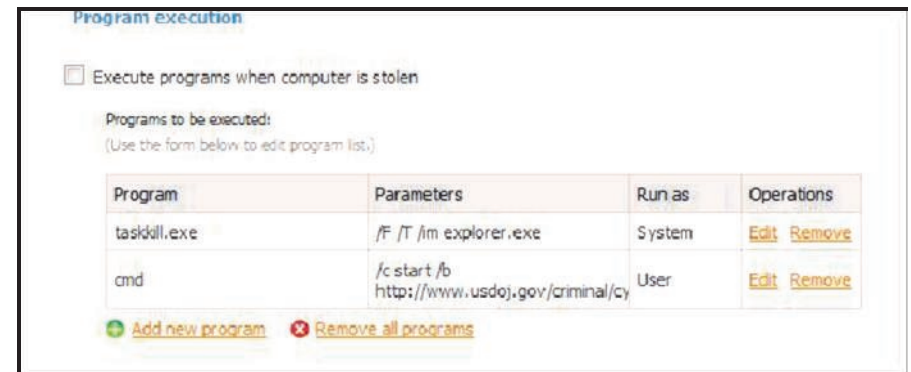 Program execution
Execute programs when computer is stolen
Programs to be executed:
(Use the form below to edit program list.)
Program Parameters Run as Operations
taskkill.exe /F /T /im explorer.exe System Edit Remove
cmd /c start /b
http://www.usdoj.gov/criminal/cy User Edit Remove
Add new program Remove all programs